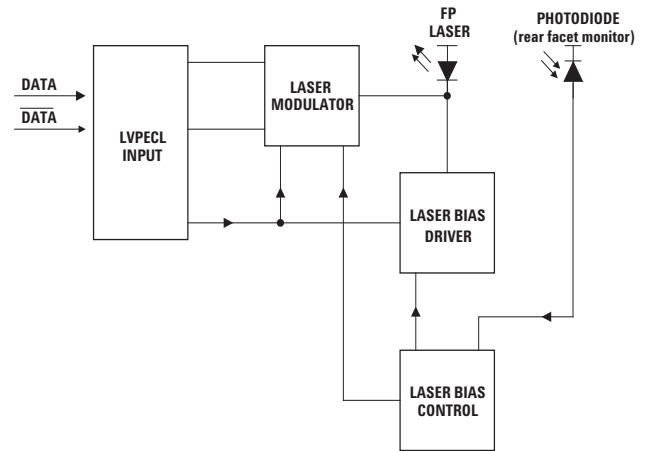 FP
LASER
PHOTODIODE
(rear facet monitor)
DATA
DATA
LVPECL
INPUT
LASER
MODULATOR
LASER BIAS
DRIVER
LASER BIAS
CONTROL